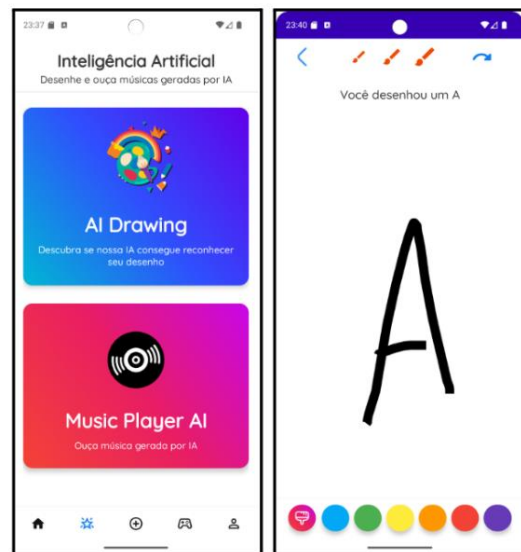 23:37
Inteligência Artificial
Desenhe e ouça músicas geradas por IA
AI Drawing
Descubra se nossa IA consegue reconhecer
seu desenho
Music Player AI
Ouça música gerada por IA
23:40
Você desenhou um A
A